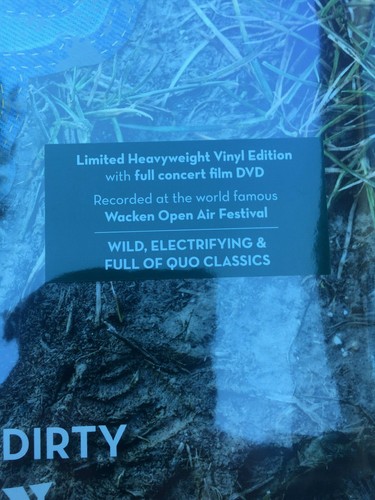 Limited Heavyweight Vinyl Edition
with full concert film DVD
Recorded at the world famous
Wacken Open Air Festival
WILD, ELECTRIFYING &
FULL OF QUO CLASSICS
DIRTY